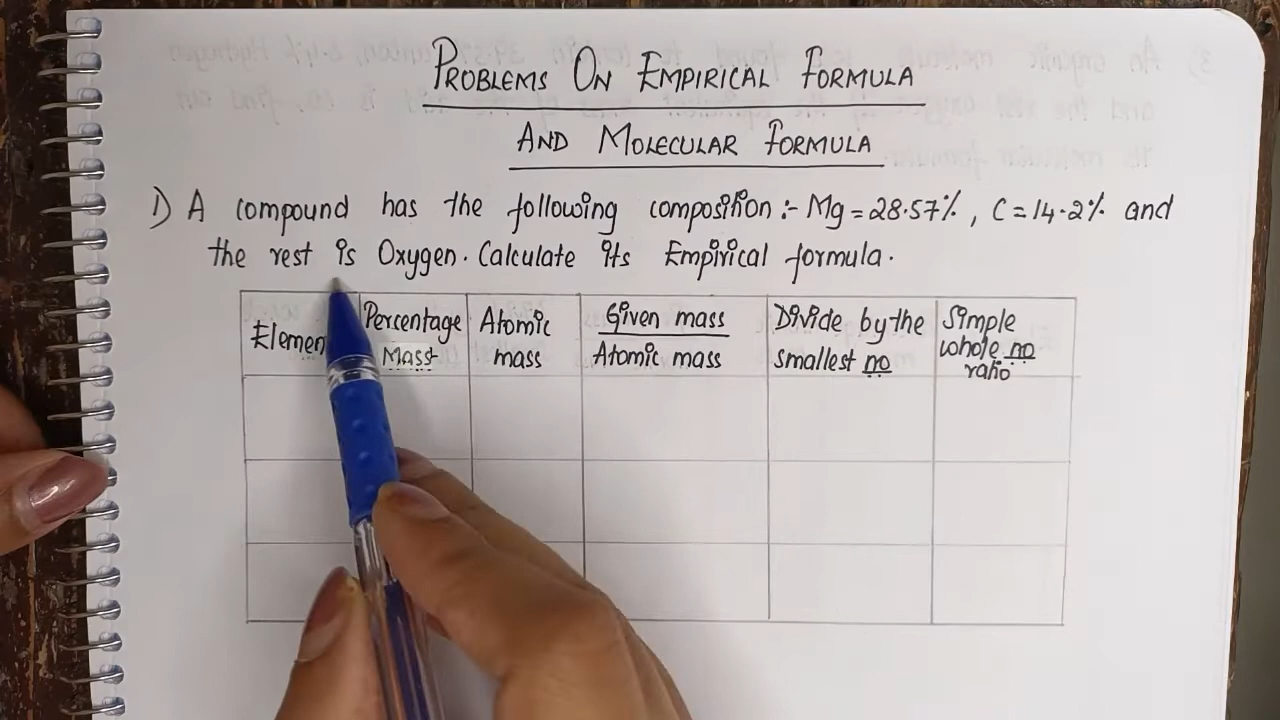 PROBLEMS ON EMPIRICAL FORMULA
AND MOLECULAR FORMULA
1) A compound has the following composition :- Mg = 28.57%, C = 14.2% and
the rest is Oxygen. Calculate its Empirical formula.
Elemen
Percentage
Mass
Atomic
mass
Given mass
Atomic mass
Divide by the
smallest no
Simple
whole no
ratio